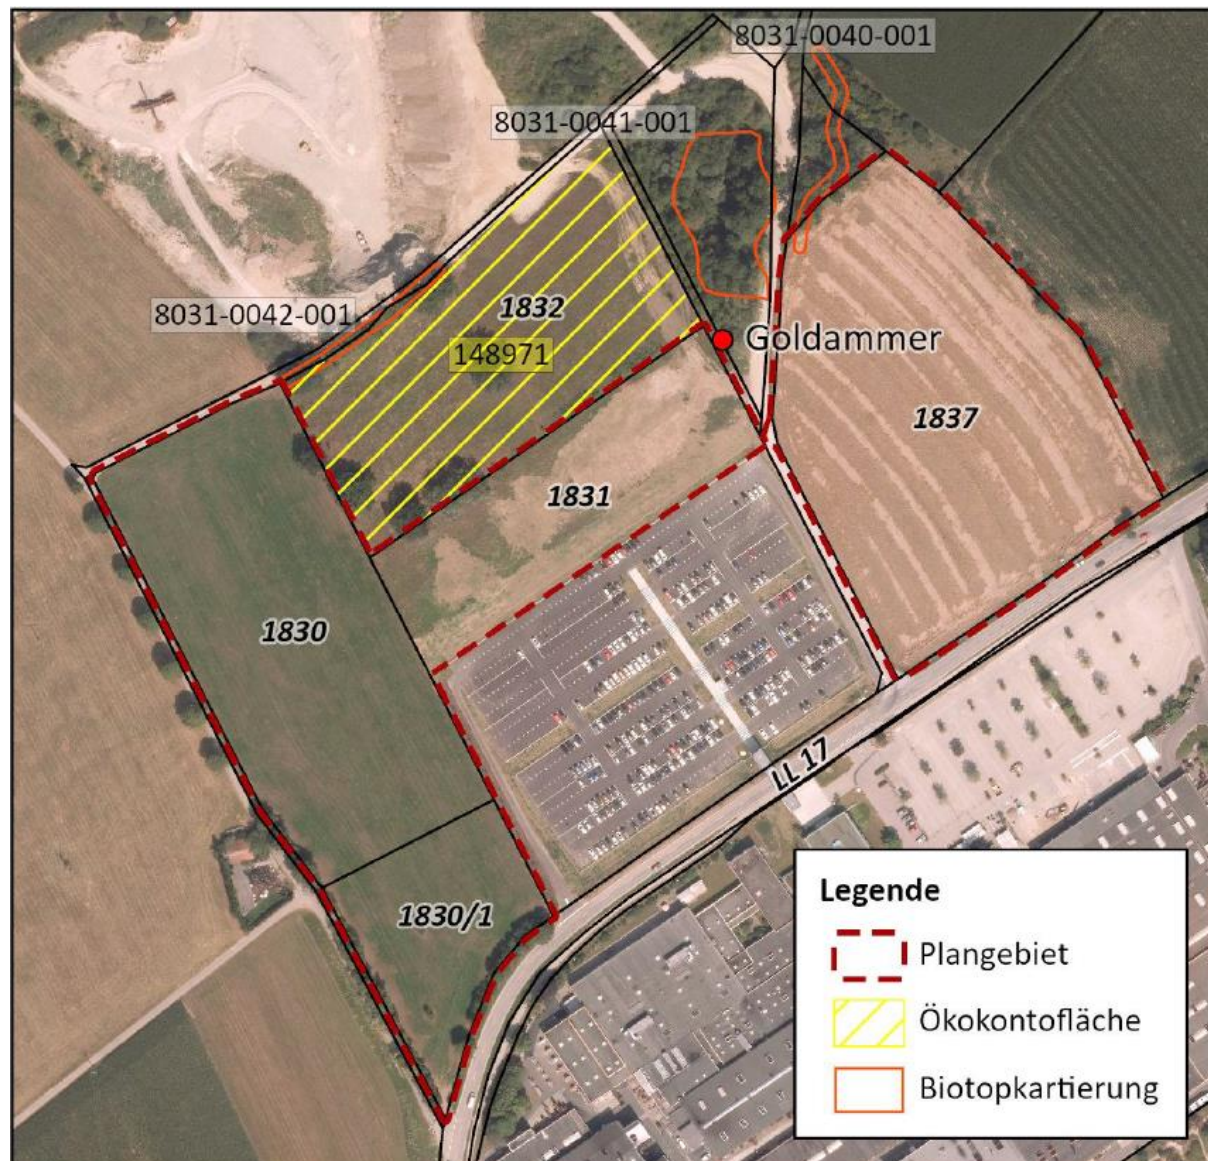 8031-0040-001
8031-0041-001
8031-0042-001
1832
148971
Goldammer
1837
1831
1830
1830/1
LL 17
Legende
Plangebiet
Ökokontofläche
Biotopkartierung